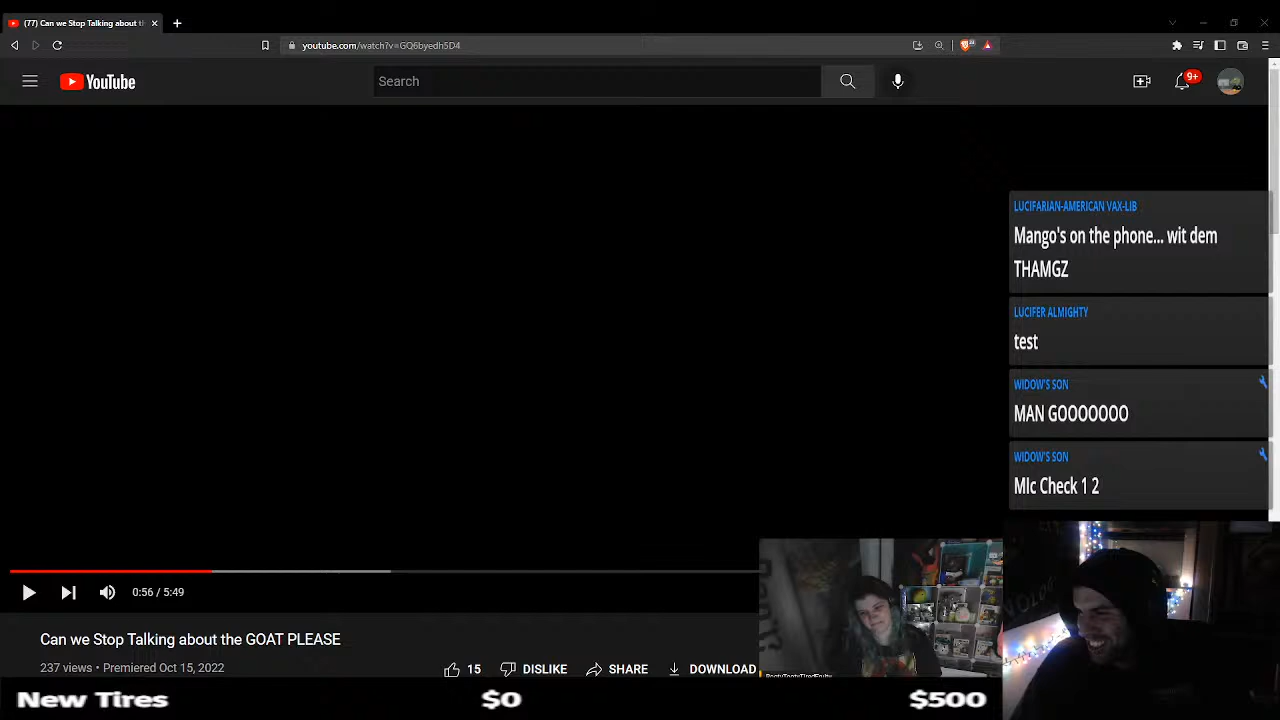 (77) Can we Stop Talking about th
youtube.com/watch?v=GQ6byedh5D4
YouTube
Search
9+
LUCIFARIAN-AMERICAN VAX-LIB
Mango's on the phone... wit dem
THAMGZ
LUCIFER ALMIGHTY
test
WIDOW'S SON
MAN GOOOOOOO
WIDOW'S SON
MIc Check 1 2
0:56 / 5:49
Can we Stop Talking about the GOAT PLEASE
237 views • Premiered Oct 15, 2022
15
DISLIKE
SHARE
DOWNLOAD
New Tires
$0
$500